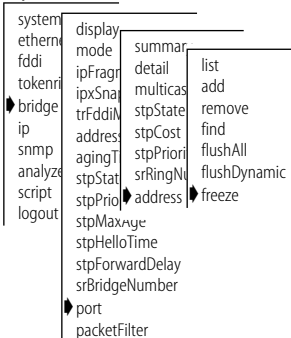 system
etherne
fddi
tokenri
bridge
ip
snmp
analyze
script
logout
display
mode
ipFragr
ipxSnap
trFddiM
addres
agingT
stpStat
stpPrio
stpMaxAge
stpHelloTime
stpForwardDelay
srBridgeNumber
port
packetFilter
summar
detail
multicas
stpState
stpCost
stpPriori
srRingNu
address
list
add
remove
find
flushAll
flushDynamic
freeze